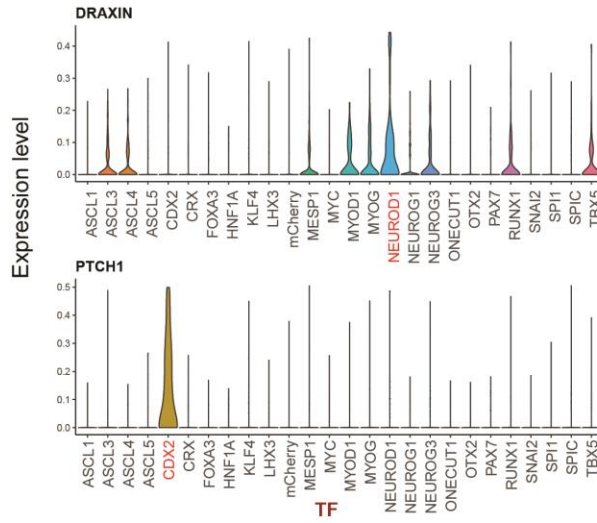 DRAXIN
Expression level
0.4
0.3
0.2
0.1
0.0
ASCL1 ASCL3 ASCL4 ASCL5 CDX2 CRX FOXA3 HNF1A KLF4 LHX3 mCherry MESP1 MYC MYOD1 MYOG NEUROD1 NEUROG1 NEUROG3 ONECUT1 OTX2 PAX7 RUNX1 SNAI2 SPI1 SPIC TBX5
PTCH1
0.5
0.4
0.3
0.2
0.1
0.0
ASCL1 ASCL3 ASCL4 ASCL5 CDX2 CRX FOXA3 HNF1A KLF4 LHX3 mCherry MESP1 MYC MYOD1 MYOG NEUROD1 NEUROG1 NEUROG3 ONECUT1 OTX2 PAX7 RUNX1 SNAI2 SPI1 SPIC TBX5
TF